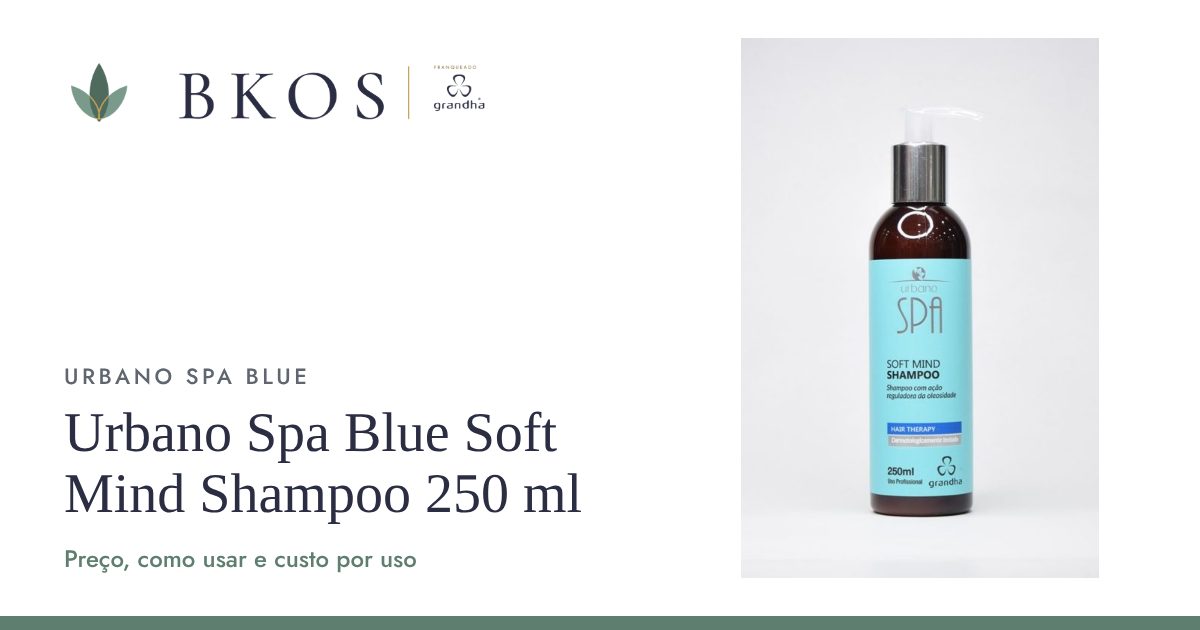 BKOS
FRANQUEADO
grandha
URBANO SPA BLUE
Urbano Spa Blue Soft
Mind Shampoo 250 ml
Preço, como usar e custo por uso
urbano
SPA
SOFT MIND
SHAMPOO
Shampoo com ação
reguladora da oleosidade
HAIR THERAPY
Dermatologicamente testado
250ml
Uso Profissional
grandha